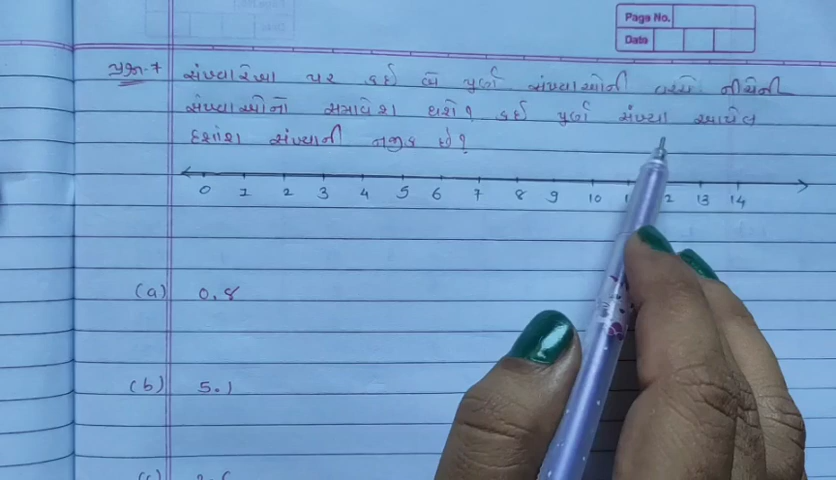 Page No.
Date
પ્રશ્ન-7 સંખ્યારેખા પર કઈ બે પૂર્ણ સંખ્યાઓની વચ્ચે નીચેની
સંખ્યાઓનો સમાવેશ થશે? કઈ પૂર્ણ સંખ્યા આપેલ
દશાંશ સંખ્યાની નજીક છે?
0 1 2 3 4 5 6 7 8 9 10 13 14
(a) 0.8
(b) 5.1